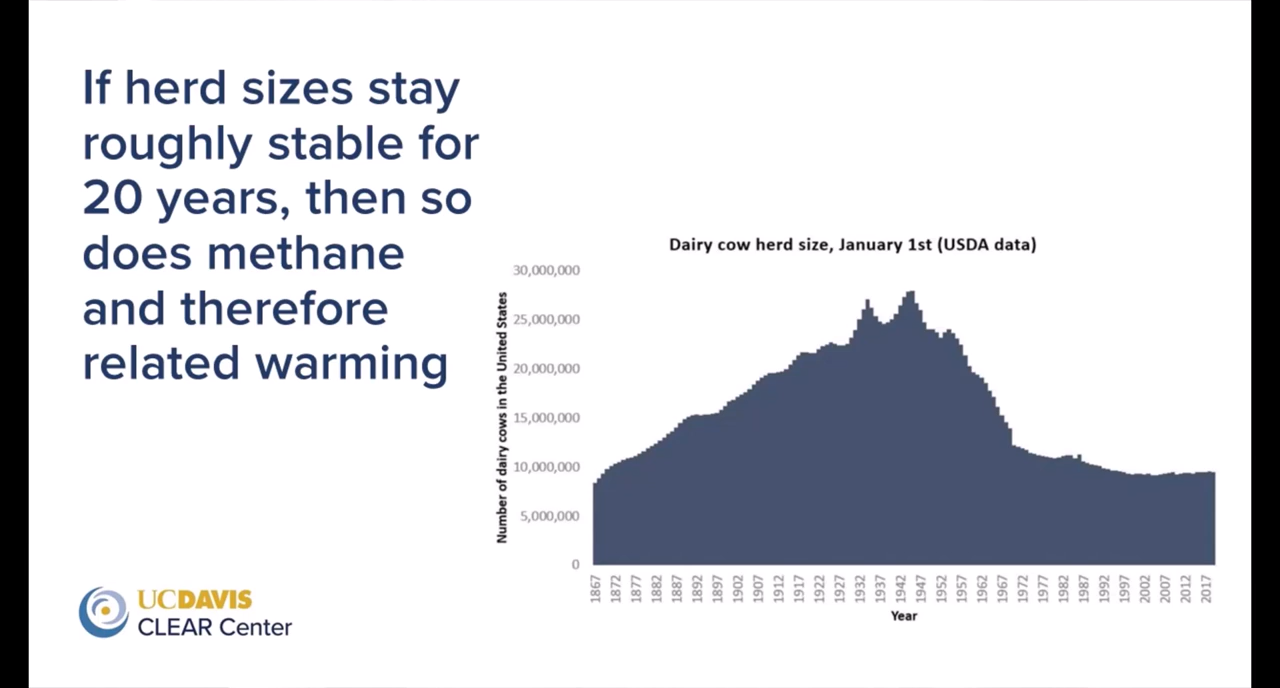 If herd sizes stay
roughly stable for
20 years, then so
does methane
and therefore
related warming
Dairy cow herd size, January 1st (USDA data)
Number of dairy cows in the United States
30,000,000
25,000,000
20,000,000
15,000,000
10,000,000
5,000,000
0
1867 1872 1877 1882 1887 1892 1897 1902 1907 1912 1917 1922 1927 1932 1937 1942 1947 1952 1957 1962 1967 1972 1977 1982 1987 1992 1997 2002 2007 2012 2017
Year
UCDAVIS
CLEAR Center